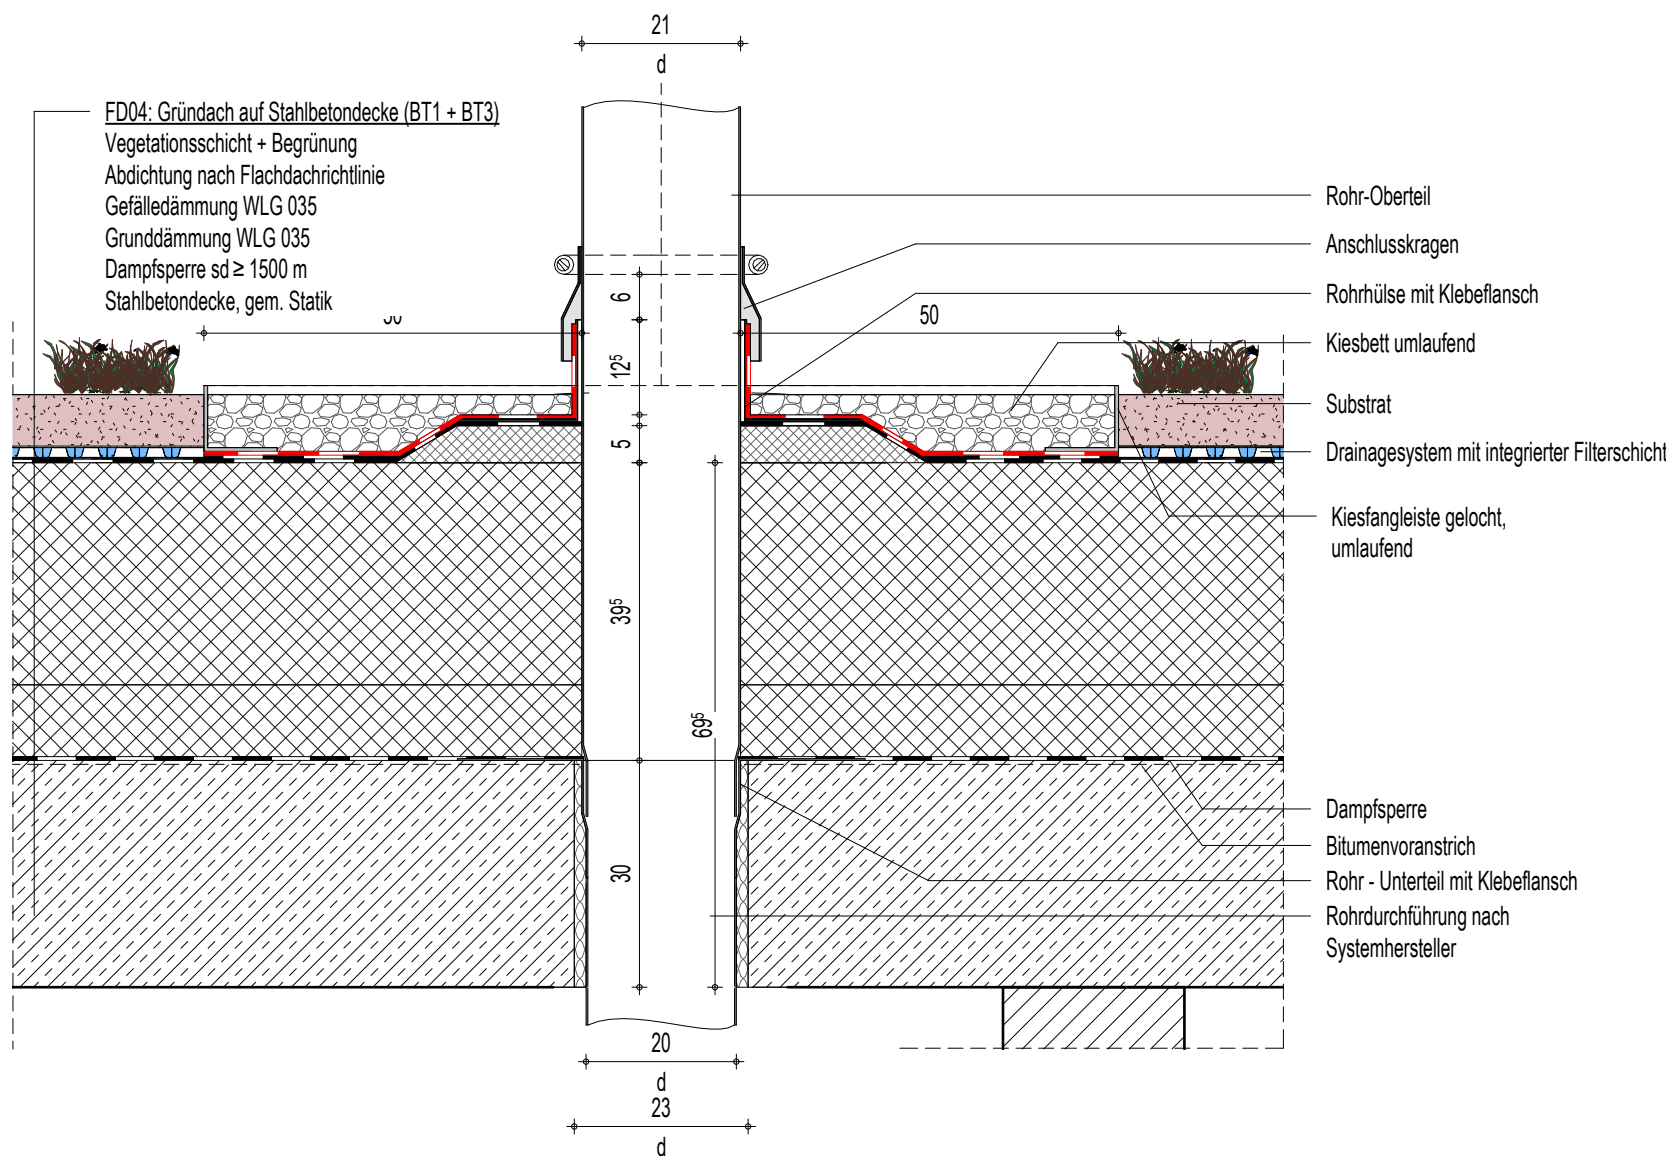 21
d
FD04: Gründach auf Stahlbetondecke (BT1 + BT3)
Vegetationsschicht + Begrünung
Abdichtung nach Flachdachrichtlinie
Gefälledämmung WLG 035
Grunddämmung WLG 035
Dampfsperre sd ≥ 1500 m
Stahlbetondecke, gem. Statik
50
6
50
12⁵
5
39⁵
69⁵
30
Rohr-Oberteil
Anschlusskragen
Rohrhülse mit Klebeflansch
Kiesbett umlaufend
Substrat
Drainagesystem mit integrierter Filterschicht
Kiesfangleiste gelocht,
umlaufend
Dampfsperre
Bitumenvoranstrich
Rohr - Unterteil mit Klebeflansch
Rohrdurchführung nach
Systemhersteller
20
d
23
d